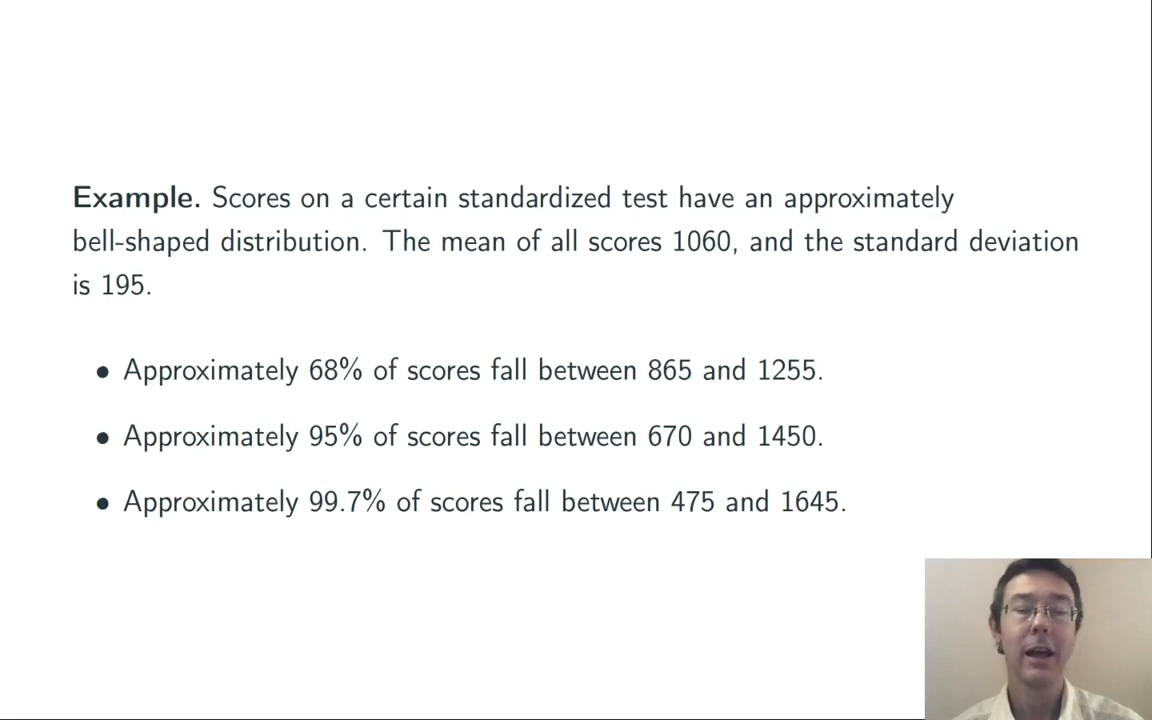 Example. Scores on a certain standardized test have an approximately
bell-shaped distribution. The mean of all scores 1060, and the standard deviation
is 195.
• Approximately 68% of scores fall between 865 and 1255.
• Approximately 95% of scores fall between 670 and 1450.
• Approximately 99.7% of scores fall between 475 and 1645.